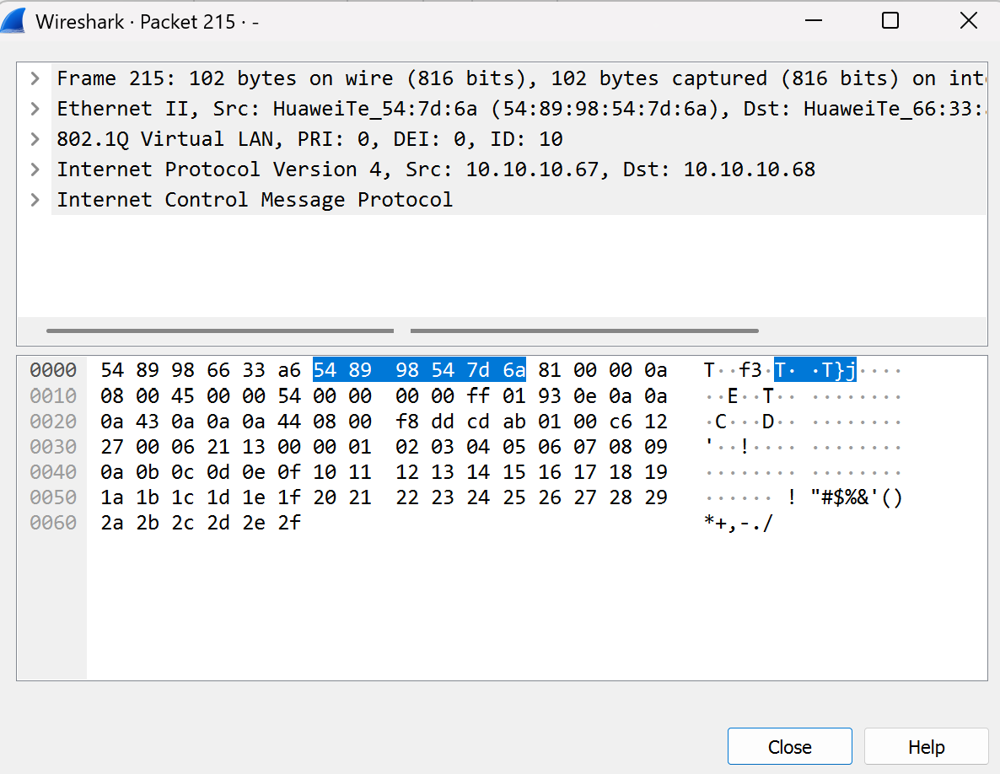 Wireshark · Packet 215 · -
Frame 215: 102 bytes on wire (816 bits), 102 bytes captured (816 bits) on int
Ethernet II, Src: HuaweiTe_54:7d:6a (54:89:98:54:7d:6a), Dst: HuaweiTe_66:33:
802.1Q Virtual LAN, PRI: 0, DEI: 0, ID: 10
Internet Protocol Version 4, Src: 10.10.10.67, Dst: 10.10.10.68
Internet Control Message Protocol
0000 54 89 98 66 33 a6 54 89 98 54 7d 6a 81 00 00 0a T··f3·T··T}j····
0010 08 00 45 00 00 54 00 00 00 00 ff 01 93 0e 0a 0a ··E··T·· ········
0020 0a 43 0a 0a 0a 44 08 00 f8 dd cd ab 01 00 c6 12 ·C···D·· ········
0030 27 00 06 21 13 00 00 01 02 03 04 05 06 07 08 09 '··!···· ········
0040 0a 0b 0c 0d 0e 0f 10 11 12 13 14 15 16 17 18 19 ········ ········
0050 1a 1b 1c 1d 1e 1f 20 21 22 23 24 25 26 27 28 29 ······ ! "#$%&'()
0060 2a 2b 2c 2d 2e 2f *+,-./
Close Help